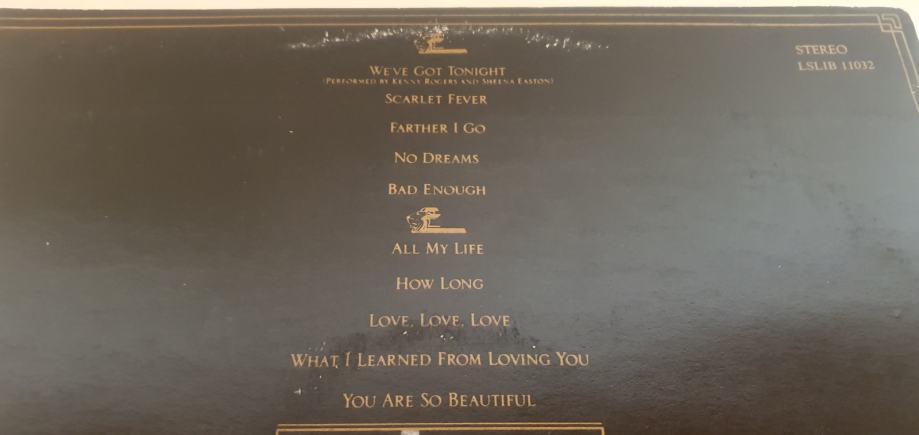 STEREO
LSLIB 11032
WE'VE GOT TONIGHT
(PERFORMED BY KENNY ROGERS AND SHEENA EASTON)
SCARLET FEVER
FARTHER I GO
NO DREAMS
BAD ENOUGH
ALL MY LIFE
HOW LONG
LOVE, LOVE, LOVE
WHAT I LEARNED FROM LOVING YOU
YOU ARE SO BEAUTIFUL